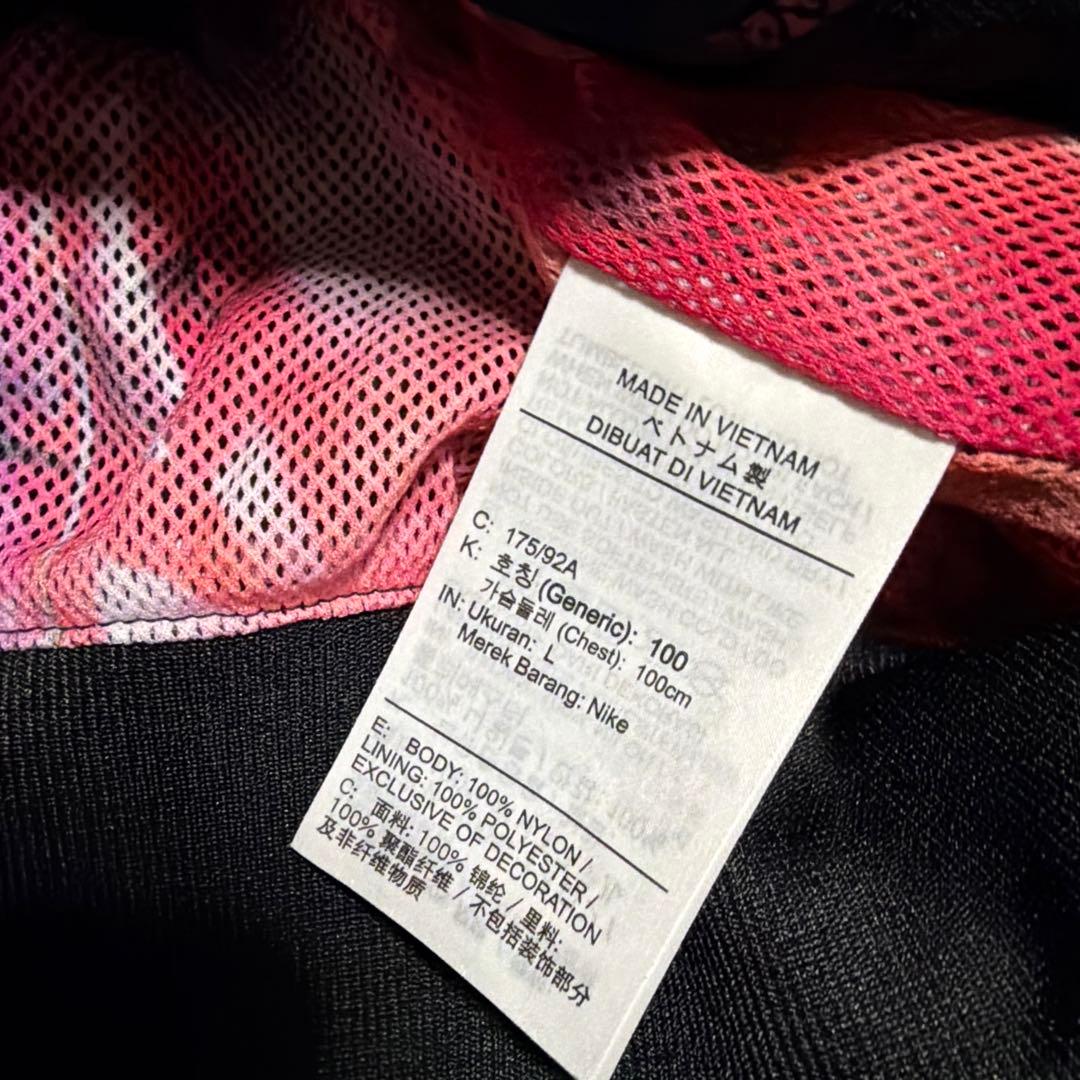 MADE IN VIETNAM
ベトナム製
DIBUAT DI VIETNAM
C: 175/92A
K: 호칭 (Generic): 100
가슴둘레 (Chest): 100cm
IN: Ukuran: L
Merek Barang: Nike
E: BODY: 100% NYLON /
LINING: 100% POLYESTER /
EXCLUSIVE OF DECORATION
C: 面料: 100% 锦纶 / 里料:
100% 聚酯纤维 / 不包括装饰部分
及非纤维物质